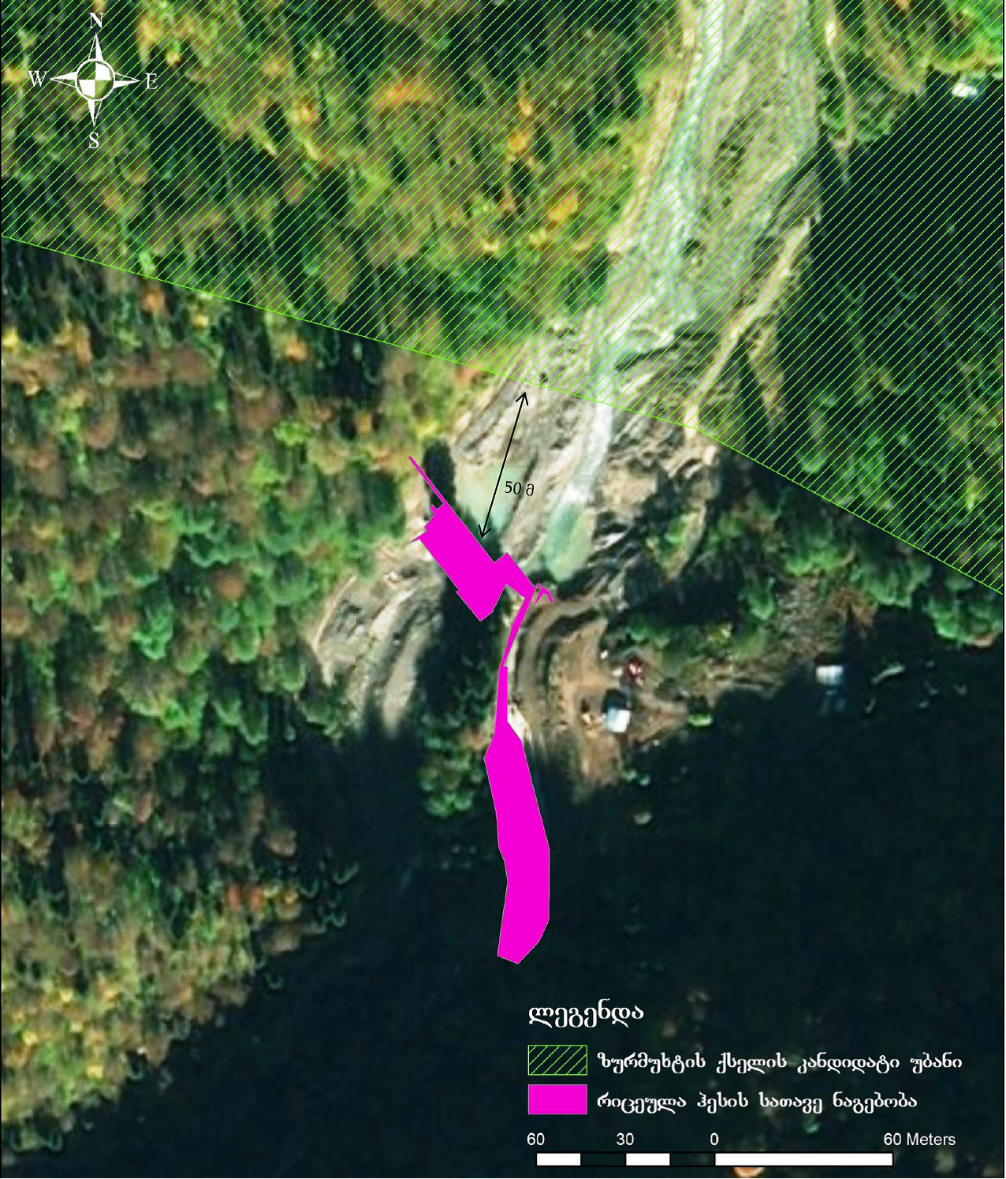 N
W E
S
50 მ
ლეგენდა
ზურმუხტის ქსელის კანდიდატი უბანი
რიცეულა ჰესის სათავე ნაგებობა
60 30 0 60 Meters